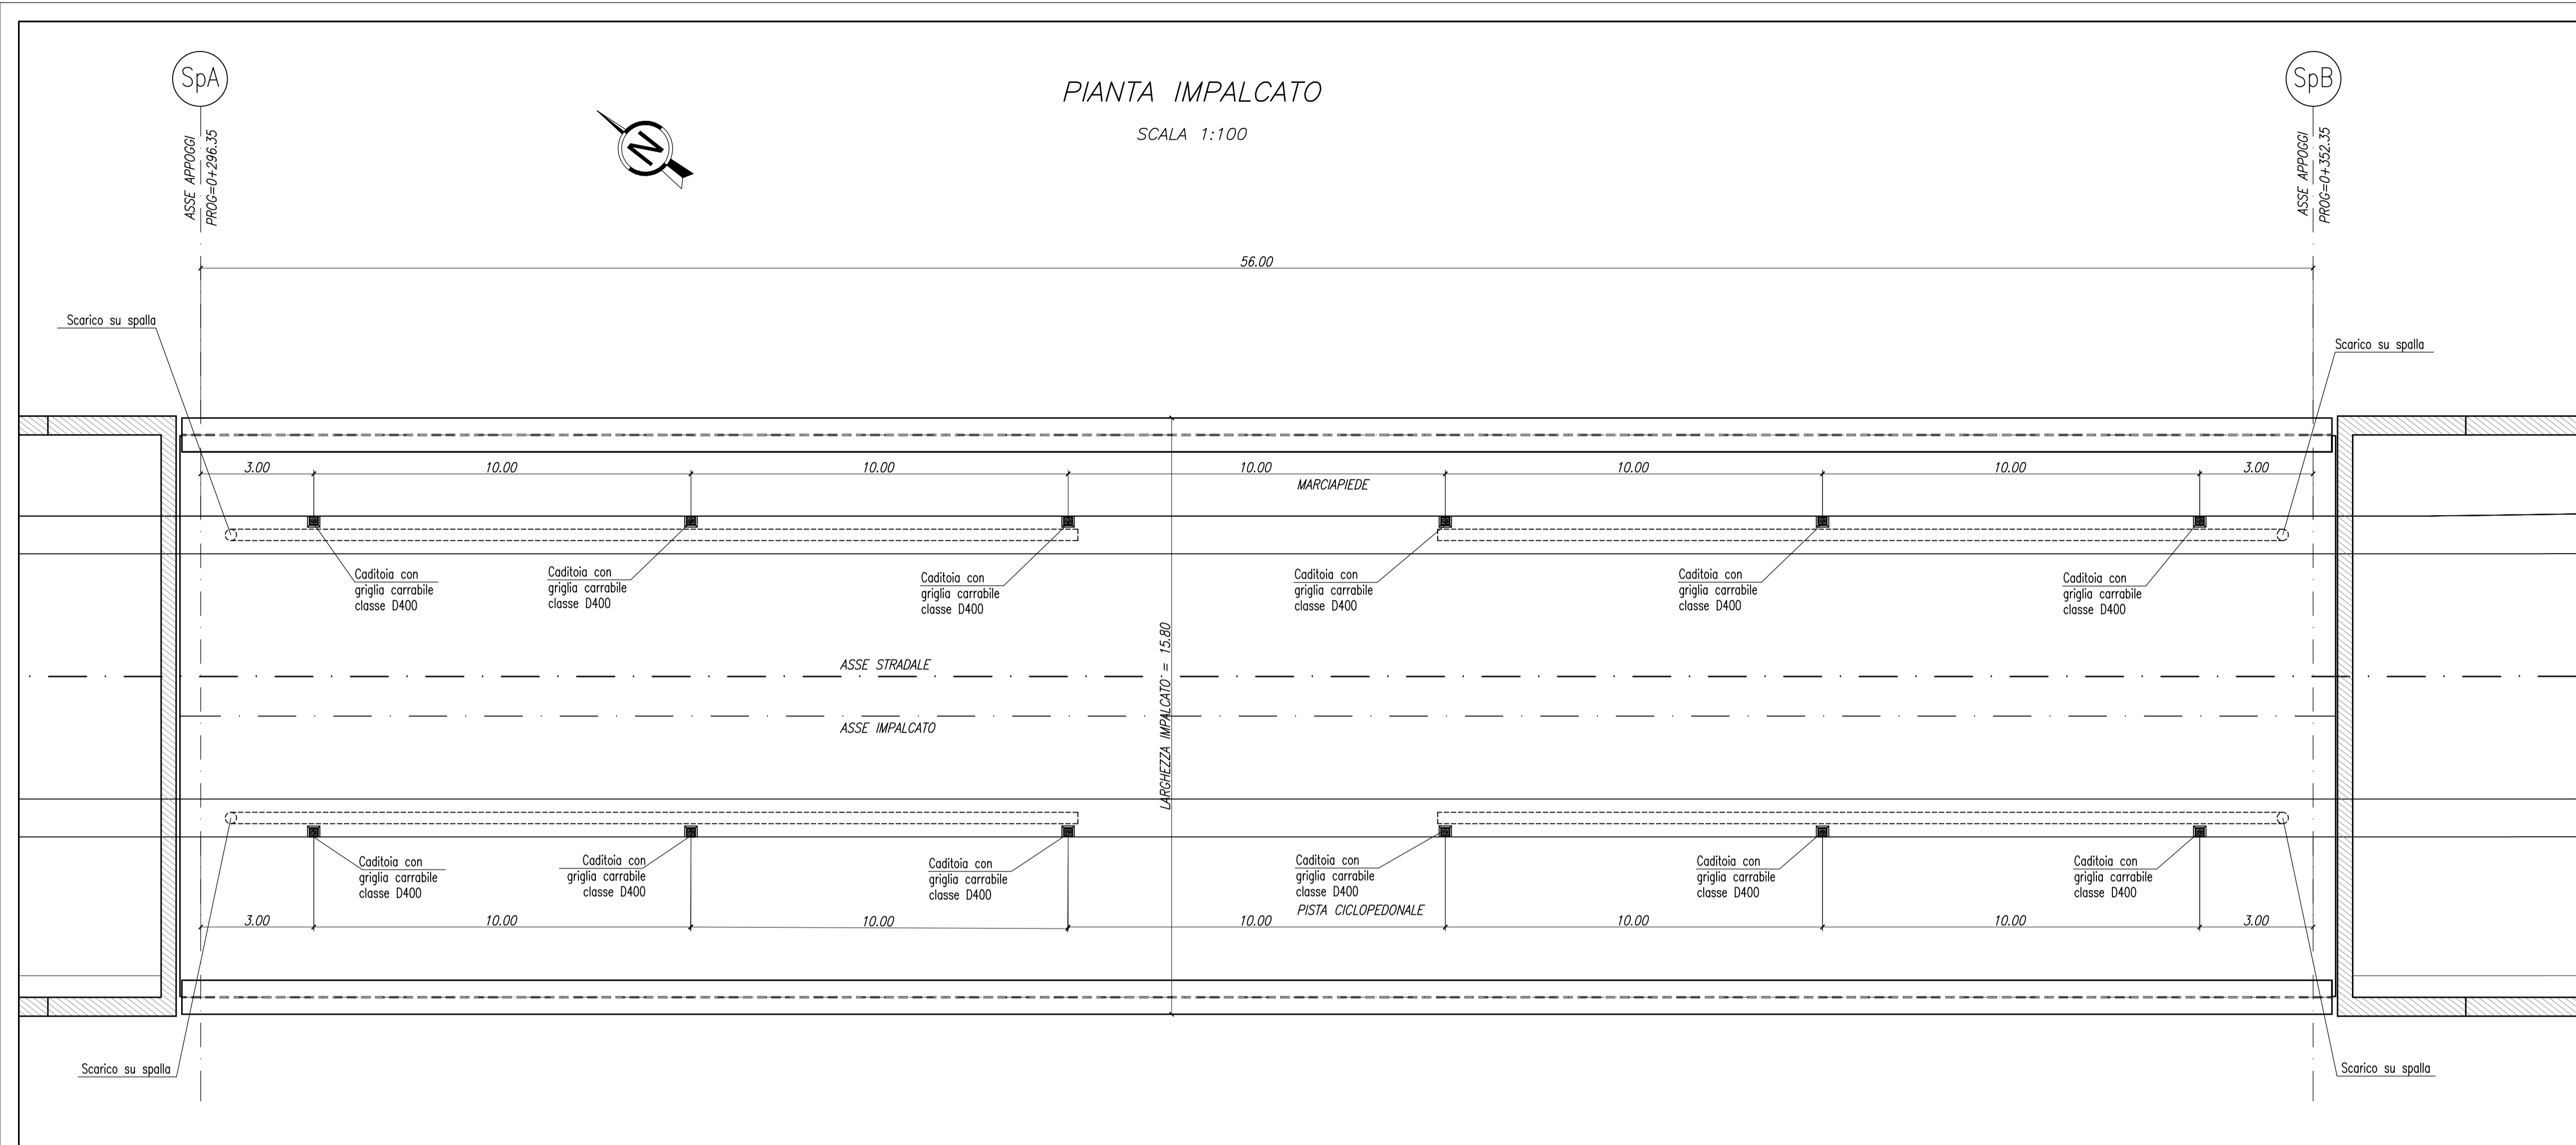 SpA
SpB
PIANTA IMPALCATO
SCALA 1:100
N
ASSE APPOGGI
PROG=0+296.35
ASSE APPOGGI
PROG=0+352.35
56.00
Scarico su spalla
Scarico su spalla
3.00 10.00 10.00 10.00 10.00 10.00 3.00
MARCIAPIEDE
Caditoia con
griglia carrabile
classe D400
Caditoia con
griglia carrabile
classe D400
Caditoia con
griglia carrabile
classe D400
Caditoia con
griglia carrabile
classe D400
Caditoia con
griglia carrabile
classe D400
Caditoia con
griglia carrabile
classe D400
LARGHEZZA IMPALCATO = 15.80
ASSE STRADALE
ASSE IMPALCATO
Caditoia con
griglia carrabile
classe D400
Caditoia con
griglia carrabile
classe D400
Caditoia con
griglia carrabile
classe D400
Caditoia con
griglia carrabile
classe D400
Caditoia con
griglia carrabile
classe D400
Caditoia con
griglia carrabile
classe D400
PISTA CICLOPEDONALE
3.00 10.00 10.00 10.00 10.00 10.00 3.00
Scarico su spalla
Scarico su spalla